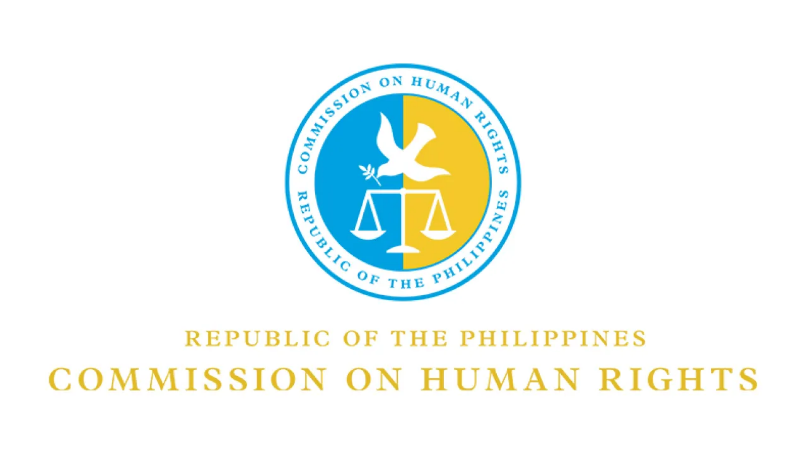 COMMISSION ON HUMAN RIGHTS
REPUBLIC OF THE PHILIPPINES
REPUBLIC OF THE PHILIPPINES
COMMISSION ON HUMAN RIGHTS